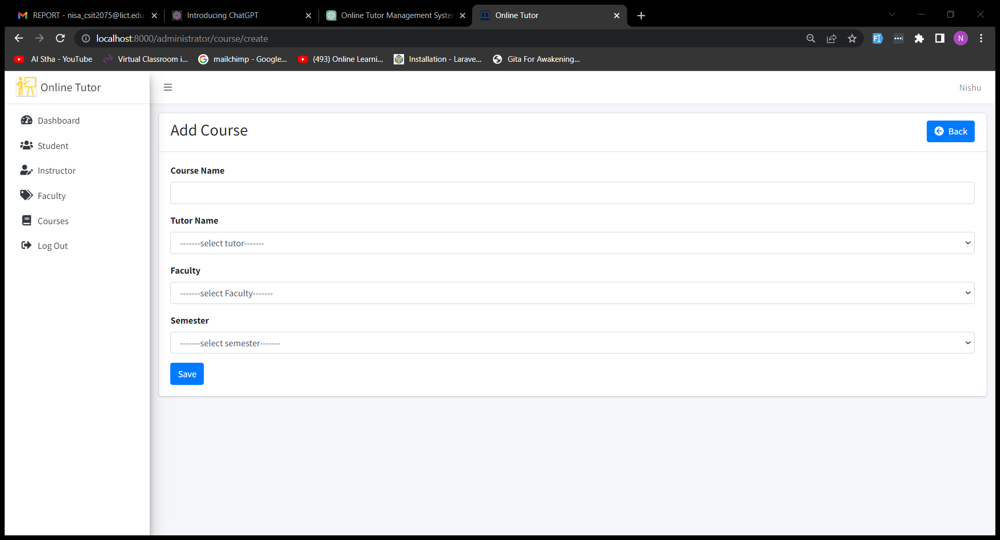 REPORT - nisa_csit2075@lict.edu.
Introducing ChatGPT
Online Tutor Management Syste
Online Tutor
localhost:8000/administrator/course/create
N
Al Stha - YouTube
Virtual Classroom i...
mailchimp - Google...
(493) Online Learni...
Installation - Larave...
Gita For Awakening...
Online Tutor
Nishu
Dashboard
Student
Instructor
Faculty
Courses
Log Out
Add Course
Back
Course Name
Tutor Name
-------select tutor-------
Faculty
-------select Faculty-------
Semester
-------select semester-------
Save